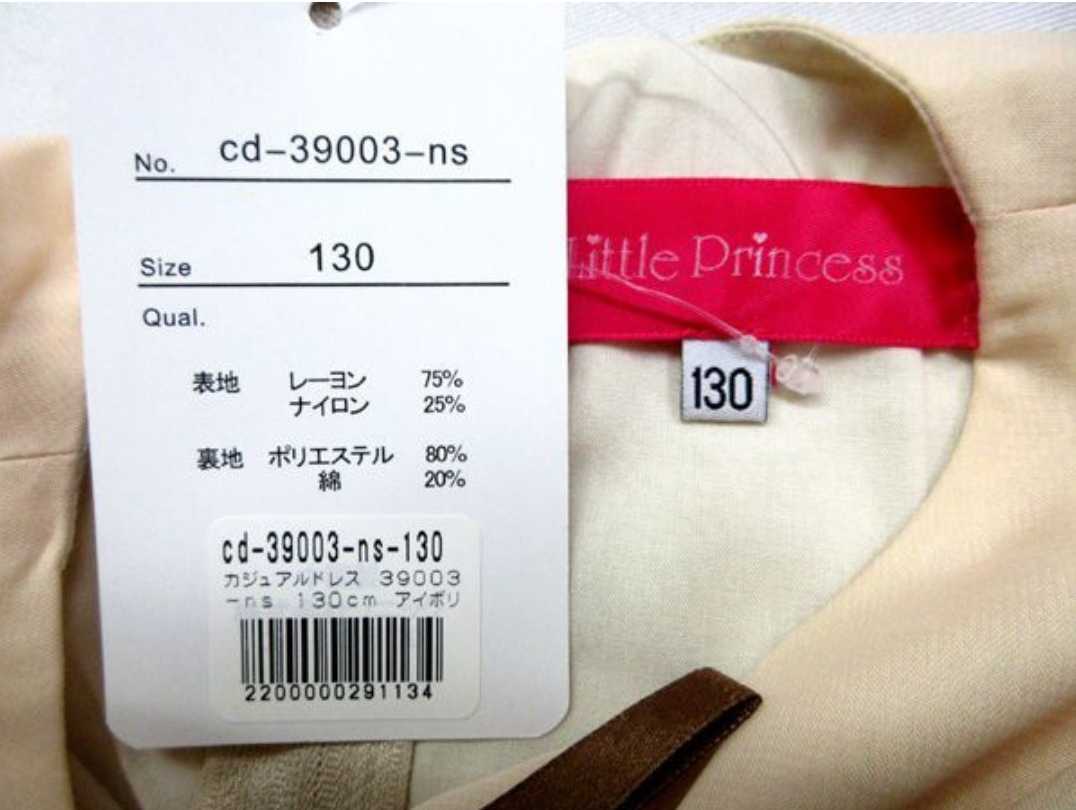 No. cd-39003-ns
Size 130
Qual.
表地 レーヨン 75%
ナイロン 25%
裏地 ポリエステル 80%
綿 20%
cd-39003-ns-130
カジュアルドレス 39003
-ns 130cm アイボリ
2200000291134
Little Princess
130